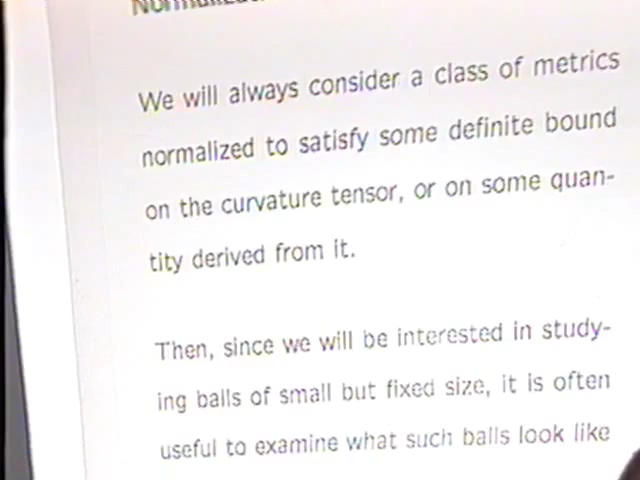 We will always consider a class of metrics
normalized to satisfy some definite bound
on the curvature tensor, or on some quan-
tity derived from it.
Then, since we will be interested in study-
ing balls of small but fixed size, it is often
useful to examine what such balls look like